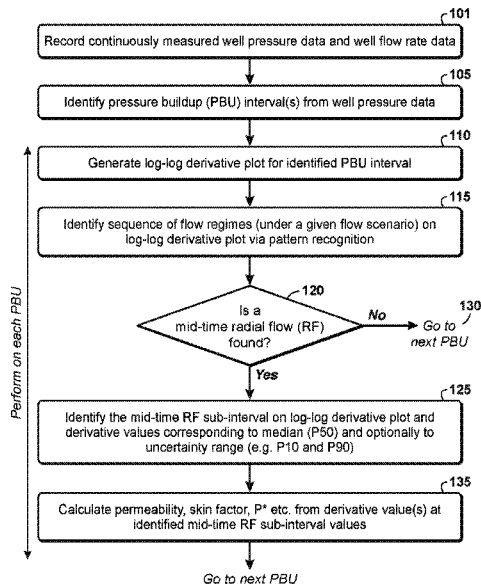 101
Record continuously measured well pressure data and well flow rate data
105
Identify pressure buildup (PBU) interval(s) from well pressure data
110
Generate log-log derivative plot for identified PBU interval
115
Identify sequence of flow regimes (under a given flow scenario) on
log-log derivative plot via pattern recognition
120
Is a
mid-time radial flow (RF)
found?
No
130
Go to
next PBU
Yes
Perform on each PBU
125
Identify the mid-time RF sub-interval on log-log derivative plot and
derivative values corresponding to median (P50) and optionally to
uncertainty range (e.g. P10 and P90)
135
Calculate permeability, skin factor, P* etc. from derivative value(s) at
identified mid-time RF sub-interval values
Go to next PBU